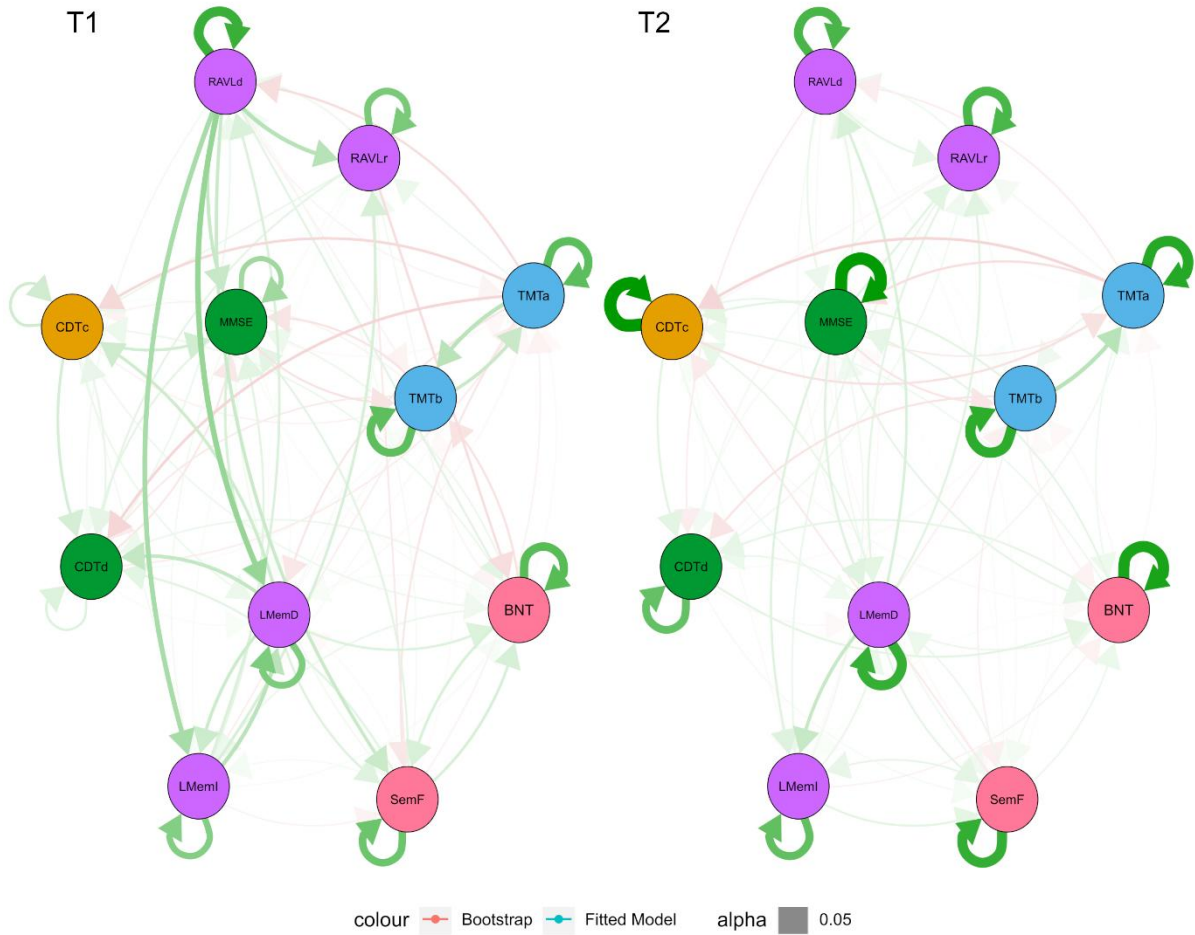 T1
T2
RAVLd
RAVLd
RAVLr
RAVLr
TMTa
TMTa
CDTc
MMSE
CDTc
MMSE
TMTb
TMTb
CDTd
CDTd
LMemD
BNT
LMemD
BNT
LMemI
SemF
LMemI
SemF
colour Bootstrap Fitted Model alpha 0.05